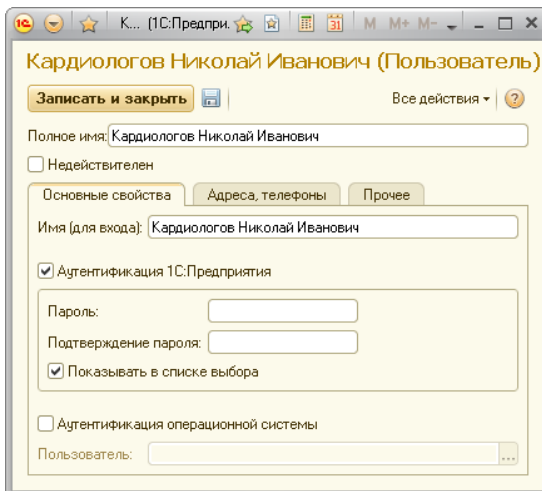 1С К... (1С:Предпри... 31 M M+ M-
Кардиологов Николай Иванович (Пользователь)
Записать и закрыть Все действия ?
Полное имя: Кардиологов Николай Иванович
Недействителен
Основные свойства Адреса, телефоны Прочее
Имя (для входа): Кардиологов Николай Иванович
Аутентификация 1С:Предприятия
Пароль:
Подтверждение пароля:
Показывать в списке выбора
Аутентификация операционной системы
Пользователь: ...